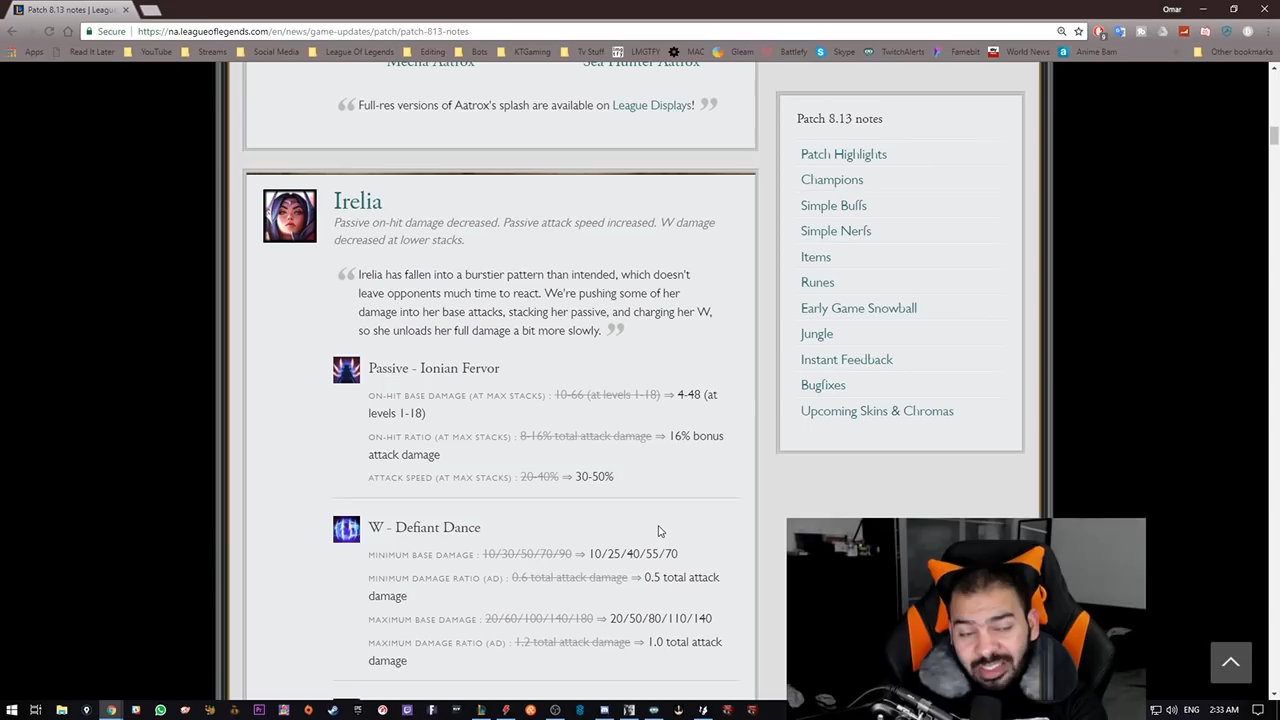 Patch 8.13 notes | Leagu
Omar
Secure
https://na.leagueoflegends.com/en/news/game-updates/patch/patch-813-notes
Apps Read It Later YouTube Streams Social Media League Of Legends Editing Bots KTGaming Tv Stuff LMGTFY MAC Gleam Battlefy Skype TwitchAlerts Famebit World News Anime Bam Other bookmarks
Mecha Aatrox Sea Hunter Aatrox
Full-res versions of Aatrox's splash are available on League Displays!
Irelia
Passive on-hit damage decreased. Passive attack speed increased. W damage
decreased at lower stacks.
Irelia has fallen into a burstier pattern than intended, which doesn't
leave opponents much time to react. We're pushing some of her
damage into her base attacks, stacking her passive, and charging her W,
so she unloads her full damage a bit more slowly.
Passive - Ionian Fervor
ON-HIT BASE DAMAGE (AT MAX STACKS) : 10-66 (at levels 1-18) ⇒ 4-48 (at
levels 1-18)
ON-HIT RATIO (AT MAX STACKS) : 8-16% total attack damage ⇒ 16% bonus
attack damage
ATTACK SPEED (AT MAX STACKS) : 20-40% ⇒ 30-50%
W - Defiant Dance
MINIMUM BASE DAMAGE : 10/30/50/70/90 ⇒ 10/25/40/55/70
MINIMUM DAMAGE RATIO (AD) : 0.6 total attack damage ⇒ 0.5 total attack
damage
MAXIMUM BASE DAMAGE : 20/60/100/140/180 ⇒ 20/50/80/110/140
MAXIMUM DAMAGE RATIO (AD) : 1.2 total attack damage ⇒ 1.0 total attack
damage
Patch 8.13 notes
Patch Highlights
Champions
Simple Buffs
Simple Nerfs
Items
Runes
Early Game Snowball
Jungle
Instant Feedback
Bugfixes
Upcoming Skins & Chromas
ENG 2:33 AM